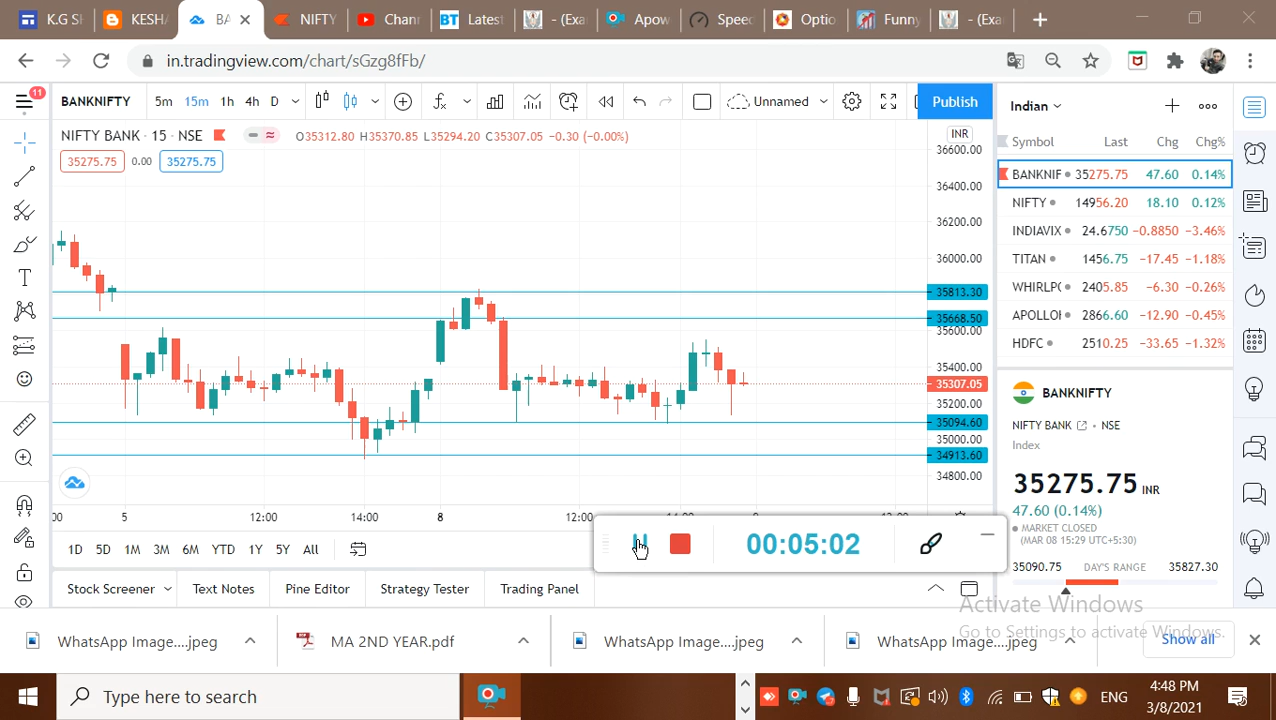 K.G S
KESHA
BA
NIFTY
Chann
Latest
- (Exa
Apow
Speed
Optio
Funny
- (Exa
in.tradingview.com/chart/sGzg8fFb/
11
BANKNIFTY
5m 15m 1h 4h D
Unnamed
Publish
Indian
NIFTY BANK · 15 · NSE
O35312.80 H35370.85 L35294.20 C35307.05 −0.30 (−0.00%)
35275.75 0.00 35275.75
INR
36600.00
36400.00
36200.00
36000.00
35813.30
35668.50
35600.00
35400.00
35307.05
35200.00
35094.60
35000.00
34913.60
34800.00
5 12:00 14:00 8 12:00
Symbol Last Chg Chg%
BANKNIF 35275.75 47.60 0.14%
NIFTY 14956.20 18.10 0.12%
INDIAVIX 24.6750 −0.8850 −3.46%
TITAN 1456.75 −17.45 −1.18%
WHIRLPO 2405.85 −6.30 −0.26%
APOLLOH 2866.60 −12.90 −0.45%
HDFC 2510.25 −33.65 −1.32%
BANKNIFTY
NIFTY BANK · NSE
Index
35275.75 INR
47.60 (0.14%)
MARKET CLOSED
(MAR 08 15:29 UTC+5:30)
35090.75 DAY'S RANGE 35827.30
1D 5D 1M 3M 6M YTD 1Y 5Y All
00:05:02
Stock Screener Text Notes Pine Editor Strategy Tester Trading Panel
Activate Windows
Go to Settings to activate Windows.
WhatsApp Image....jpeg
MA 2ND YEAR.pdf
WhatsApp Image....jpeg
WhatsApp Image....jpeg
Show all
Type here to search
ENG
4:48 PM
3/8/2021